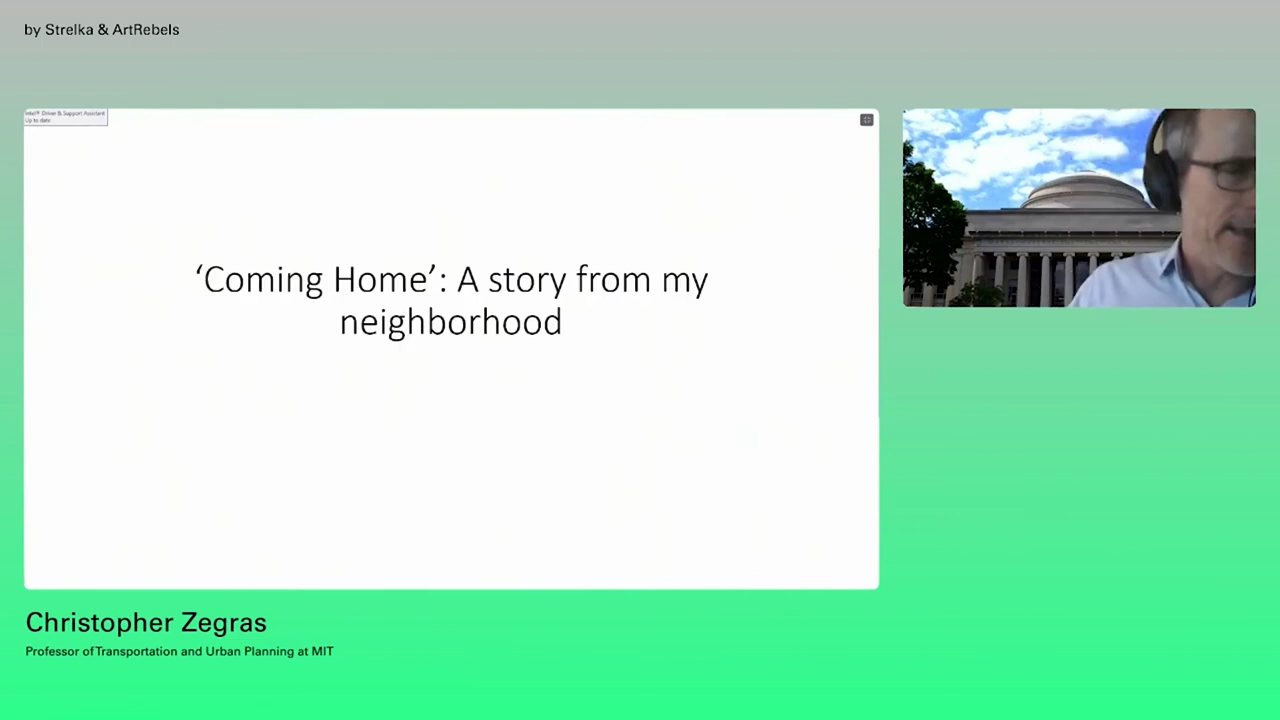 by Strelka & ArtRebels
Intel® Driver & Support Assistant
Up to date
‘Coming Home’: A story from my
neighborhood
Christopher Zegras
Professor of Transportation and Urban Planning at MIT